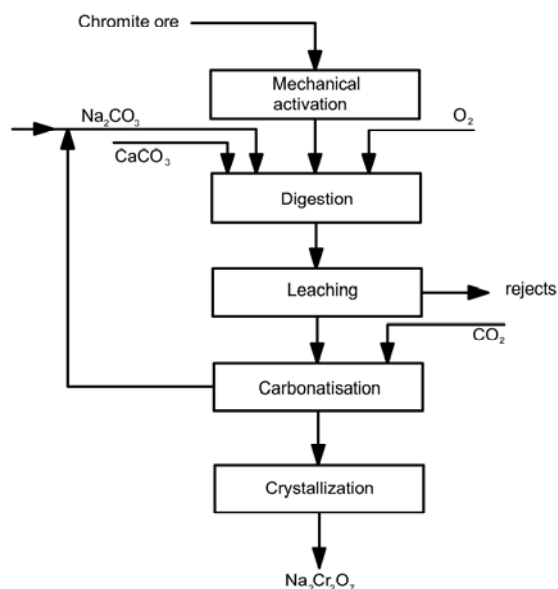 Chromite ore
Mechanical
activation
Na₂CO₃
O₂
CaCO₃
Digestion
Leaching
rejects
CO₂
Carbonatisation
Crystallization
Na₂Cr₂O₇